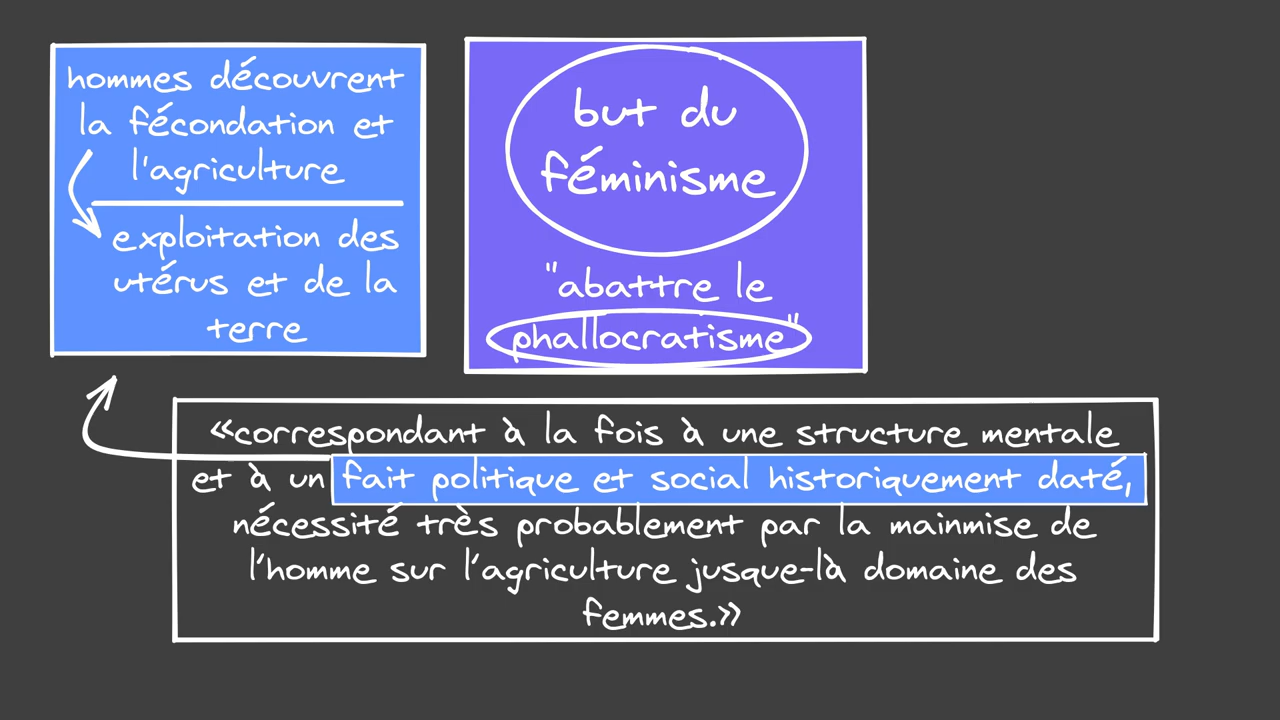 hommes découvrent
la fécondation et
l'agriculture
exploitation des
utérus et de la
terre
but du
féminisme
"abattre le
phallocratisme"
«correspondant à la fois à une structure mentale
et à un fait politique et social historiquement daté,
nécessité très probablement par la mainmise de
l'homme sur l'agriculture jusque-là domaine des
femmes.»